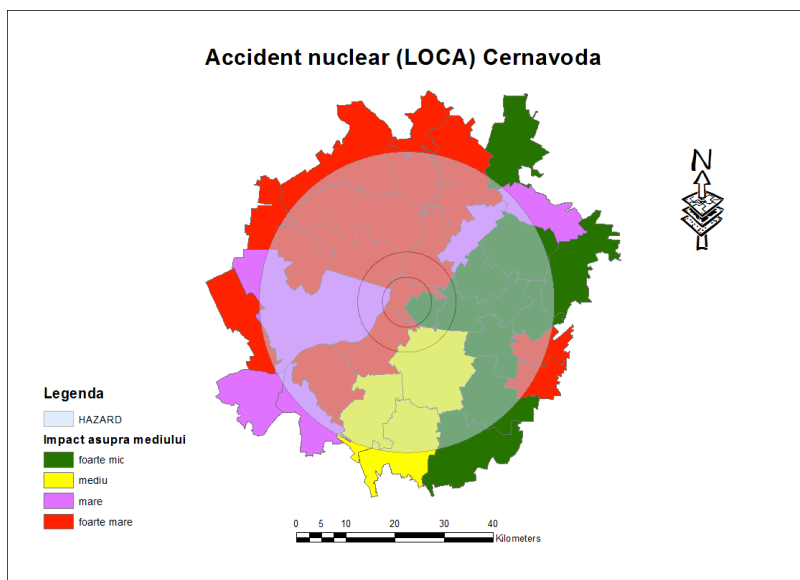 Accident nuclear (LOCA) Cernavoda
N
Legenda
HAZARD
Impact asupra mediului
foarte mic
mediu
mare
foarte mare
0 5 10 20 30 40
Kilometers